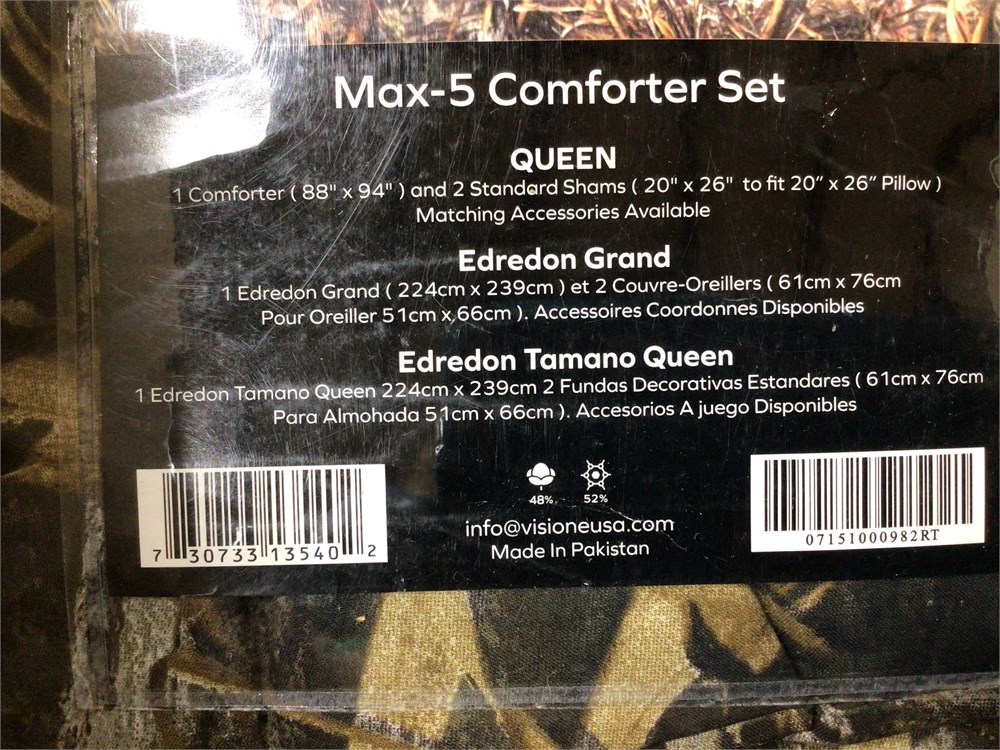 Max-5 Comforter Set
QUEEN
1 Comforter ( 88" x 94" ) and 2 Standard Shams ( 20" x 26" to fit 20” x 26” Pillow )
Matching Accessories Available
Edredon Grand
1 Edredon Grand ( 224cm x 239cm ) et 2 Couvre-Oreillers ( 61cm x 76cm
Pour Oreiller 51cm x 66cm ). Accessoires Coordonnes Disponibles
Edredon Tamano Queen
1 Edredon Tamano Queen 224cm x 239cm 2 Fundas Decorativas Estandares ( 61cm x 76cm
Para Almohada 51cm x 66cm ). Accesorios A juego Disponibles
48% 52%
info@visioneusa.com
Made In Pakistan
7 30733 13540 2
07151000982RT